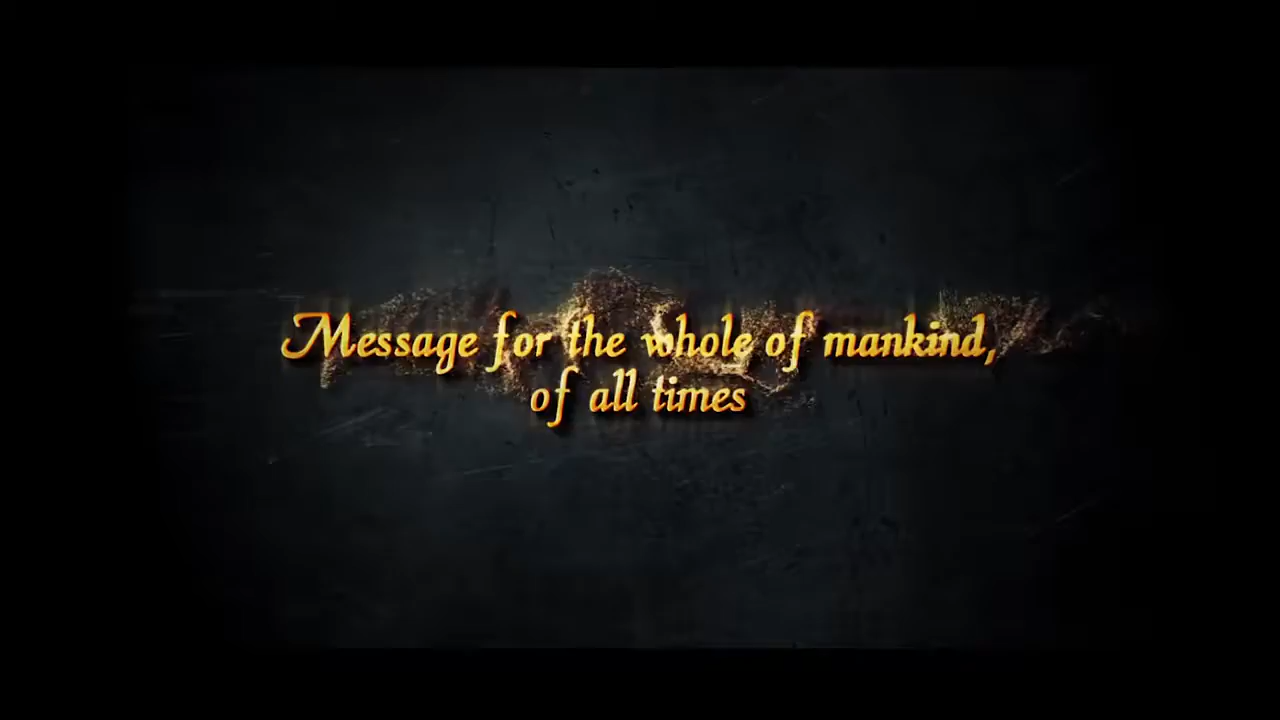 Message for the whole of mankind,
of all times